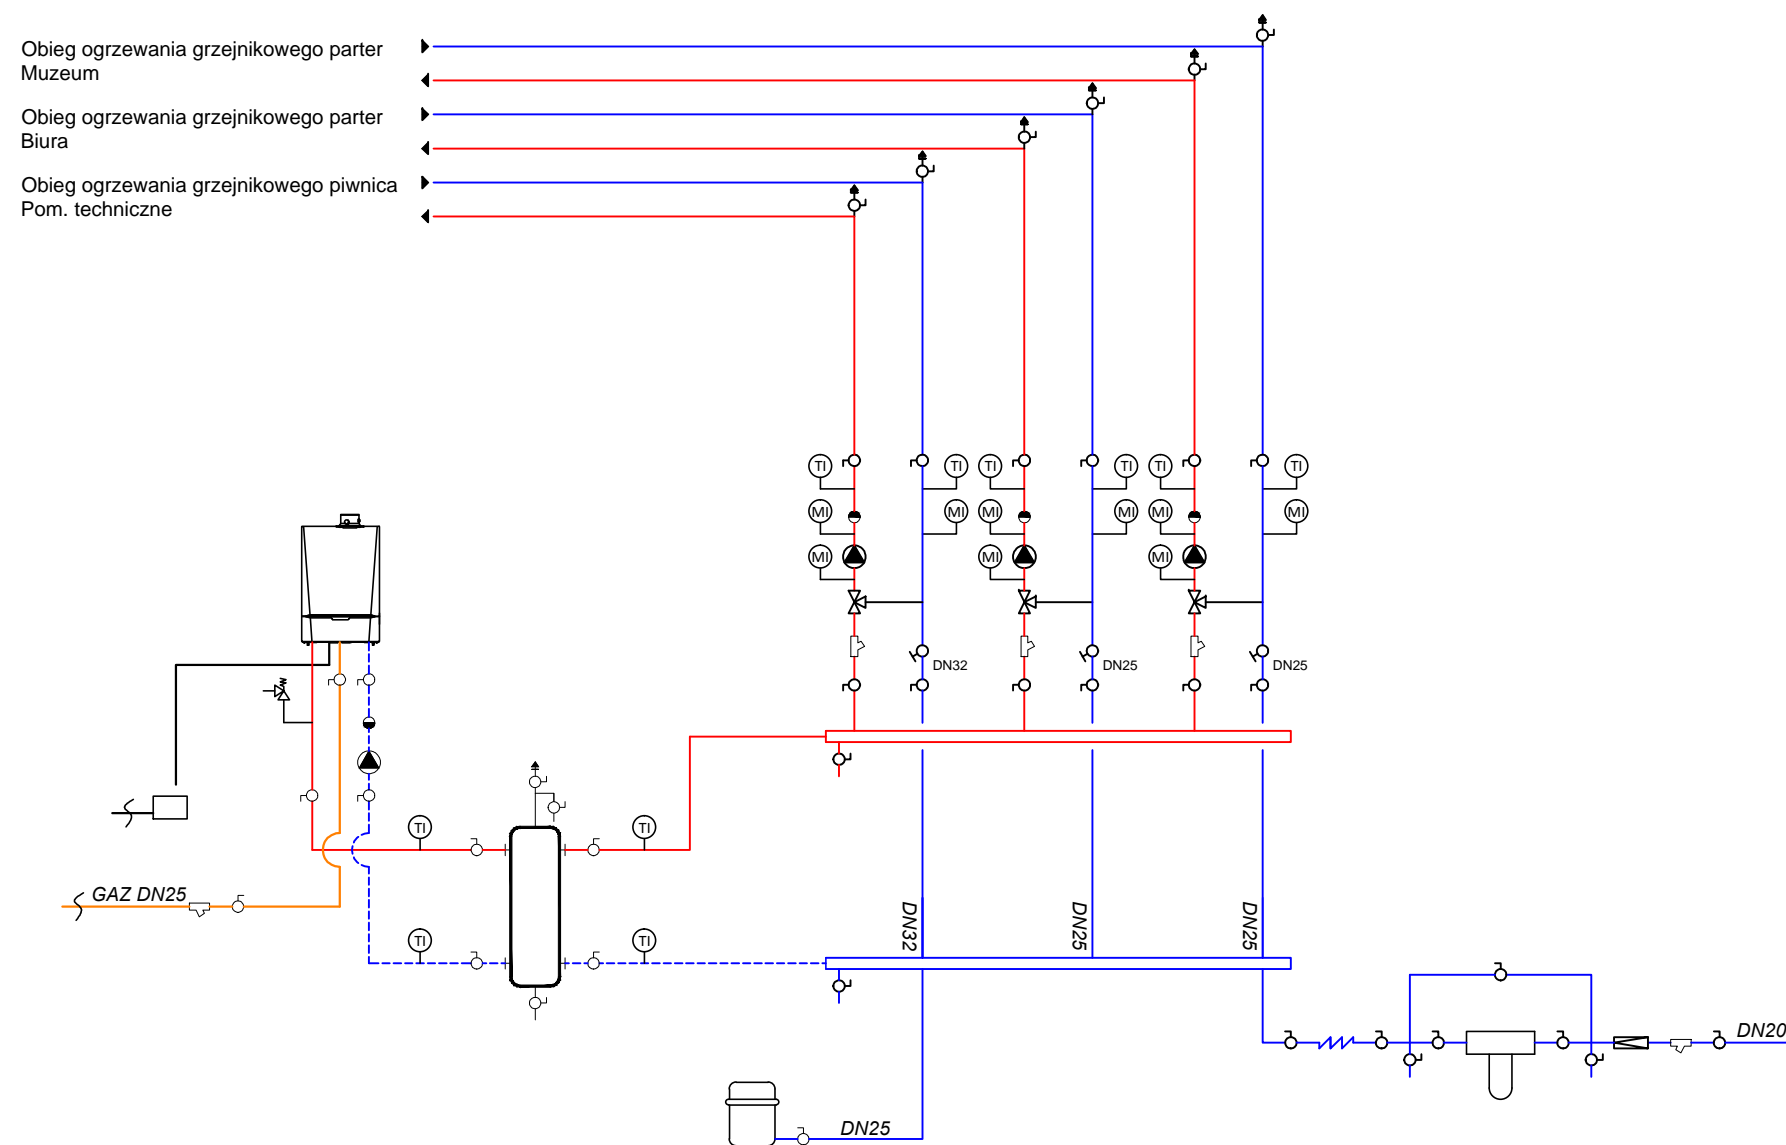 Obieg ogrzewania grzejnikowego parter
Muzeum
Obieg ogrzewania grzejnikowego parter
Biura
Obieg ogrzewania grzejnikowego piwnica
Pom. techniczne
TI TI TI TI TI TI
MI MI MI MI MI MI
MI MI MI
DN32 DN25 DN25
TI TI
GAZ DN25
DN32 DN25 DN25
TI TI
DN20
DN25